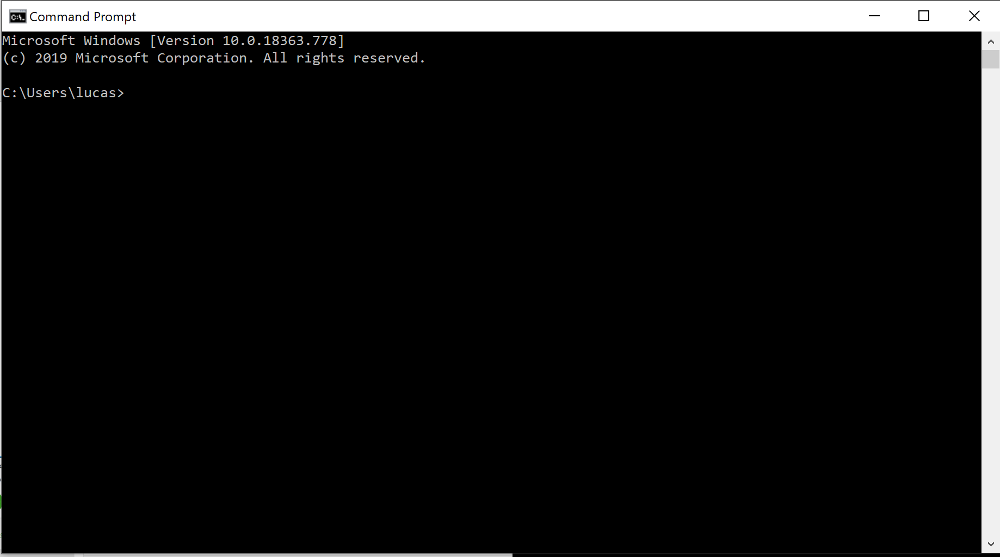 Command Prompt
Microsoft Windows [Version 10.0.18363.778]
(c) 2019 Microsoft Corporation. All rights reserved.
C:\Users\lucas>